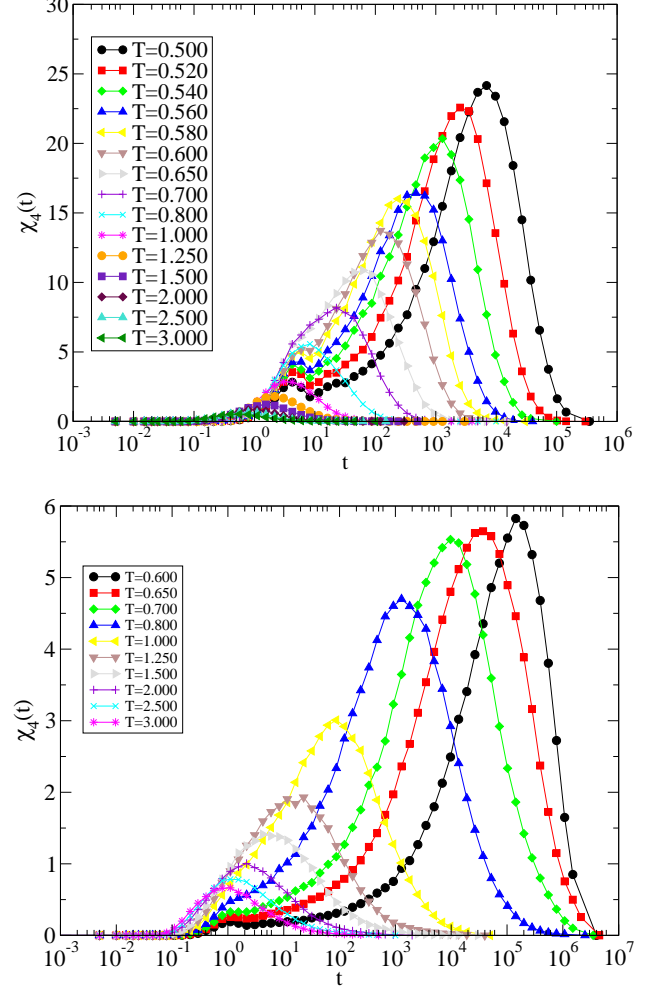 30
25
20
15
10
5
0
χ₄(t)
T=0.500
T=0.520
T=0.540
T=0.560
T=0.580
T=0.600
T=0.650
T=0.700
T=0.800
T=1.000
T=1.250
T=1.500
T=2.000
T=2.500
T=3.000
10⁻³ 10⁻² 10⁻¹ 10⁰ 10¹ 10² 10³ 10⁴ 10⁵ 10⁶
t
6
5
4
3
2
1
0
χ₄(t)
T=0.600
T=0.650
T=0.700
T=0.800
T=1.000
T=1.250
T=1.500
T=2.000
T=2.500
T=3.000
10⁻³ 10⁻² 10⁻¹ 10⁰ 10¹ 10² 10³ 10⁴ 10⁵ 10⁶ 10⁷
t